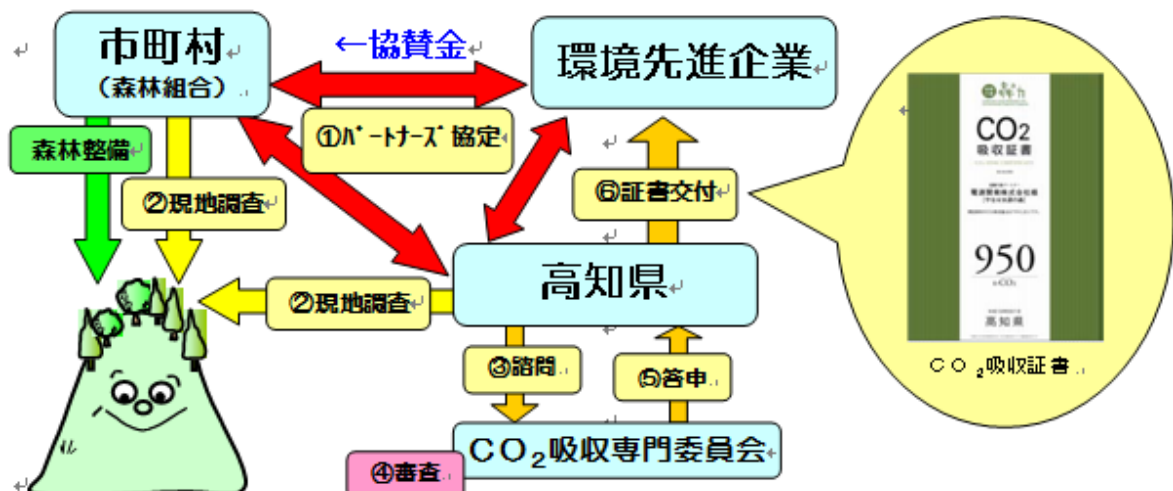 市町村
（森林組合）
←協賛金
環境先進企業
①ﾊﾟｰﾄﾅｰｽﾞ協定
森林整備
②現地調査
⑥証書交付
高知県
②現地調査
③諮問
⑤答申
CO₂吸収専門委員会
④審査
CO2
吸収証書
950
高知県
CO₂吸収証書